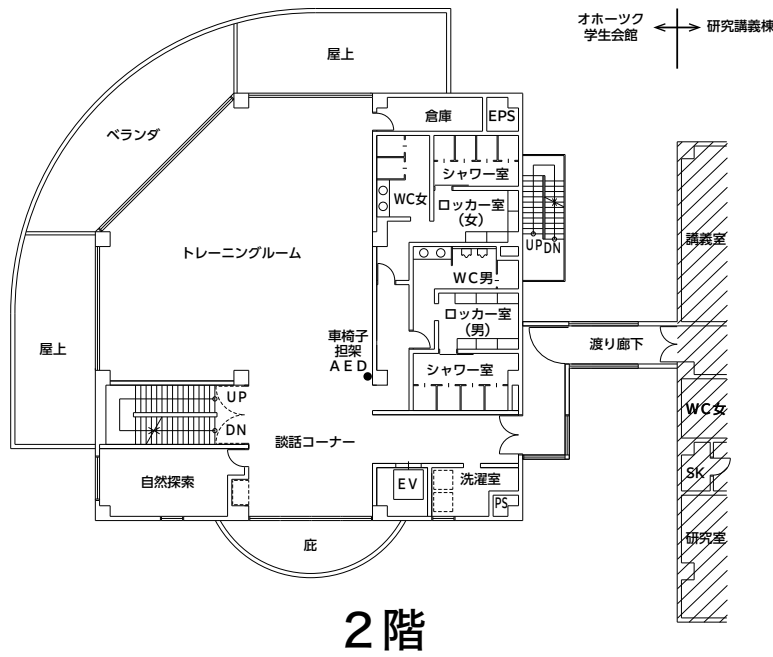 オホーツク
学生会館
研究講義棟
屋上
ベランダ
倉庫
EPS
シャワー室
WC女
ロッカー室
(女)
UP
DN
講義室
トレーニングルーム
WC男
ロッカー室
(男)
屋上
車椅子
担架
AED
シャワー室
渡り廊下
UP
DN
WC女
談話コーナー
自然探索
EV
洗濯室
PS
SK
研究室
庇
2階